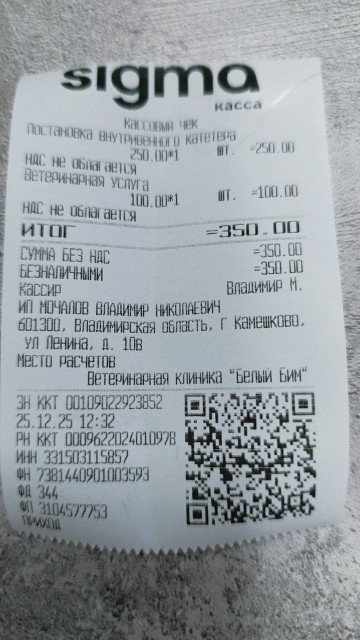 sigma
касса
Кассовый чек
Постановка внутривенного катетера
250.00*1 шт. =250.00
НДС не облагается
Ветеринарная услуга
100.00*1 шт. =100.00
НДС не облагается
ИТОГ =350.00
СУММА БЕЗ НДС =350.00
БЕЗНАЛИЧНЫМИ =350.00
Кассир Владимир М.
ИП МОЧАЛОВ ВЛАДИМИР НИКОЛАЕВИЧ
601300, Владимирская область, Г Камешково,
ул Ленина, д. 10в
Место расчетов
Ветеринарная клиника "Белый Бим"
ЗН ККТ 00109022923852
25.12.25 12:32
РН ККТ 0009622024010978
ИНН 331503115857
ФН 7381440901003593
ФД 344
ФП 3104577753
ПРИХОД